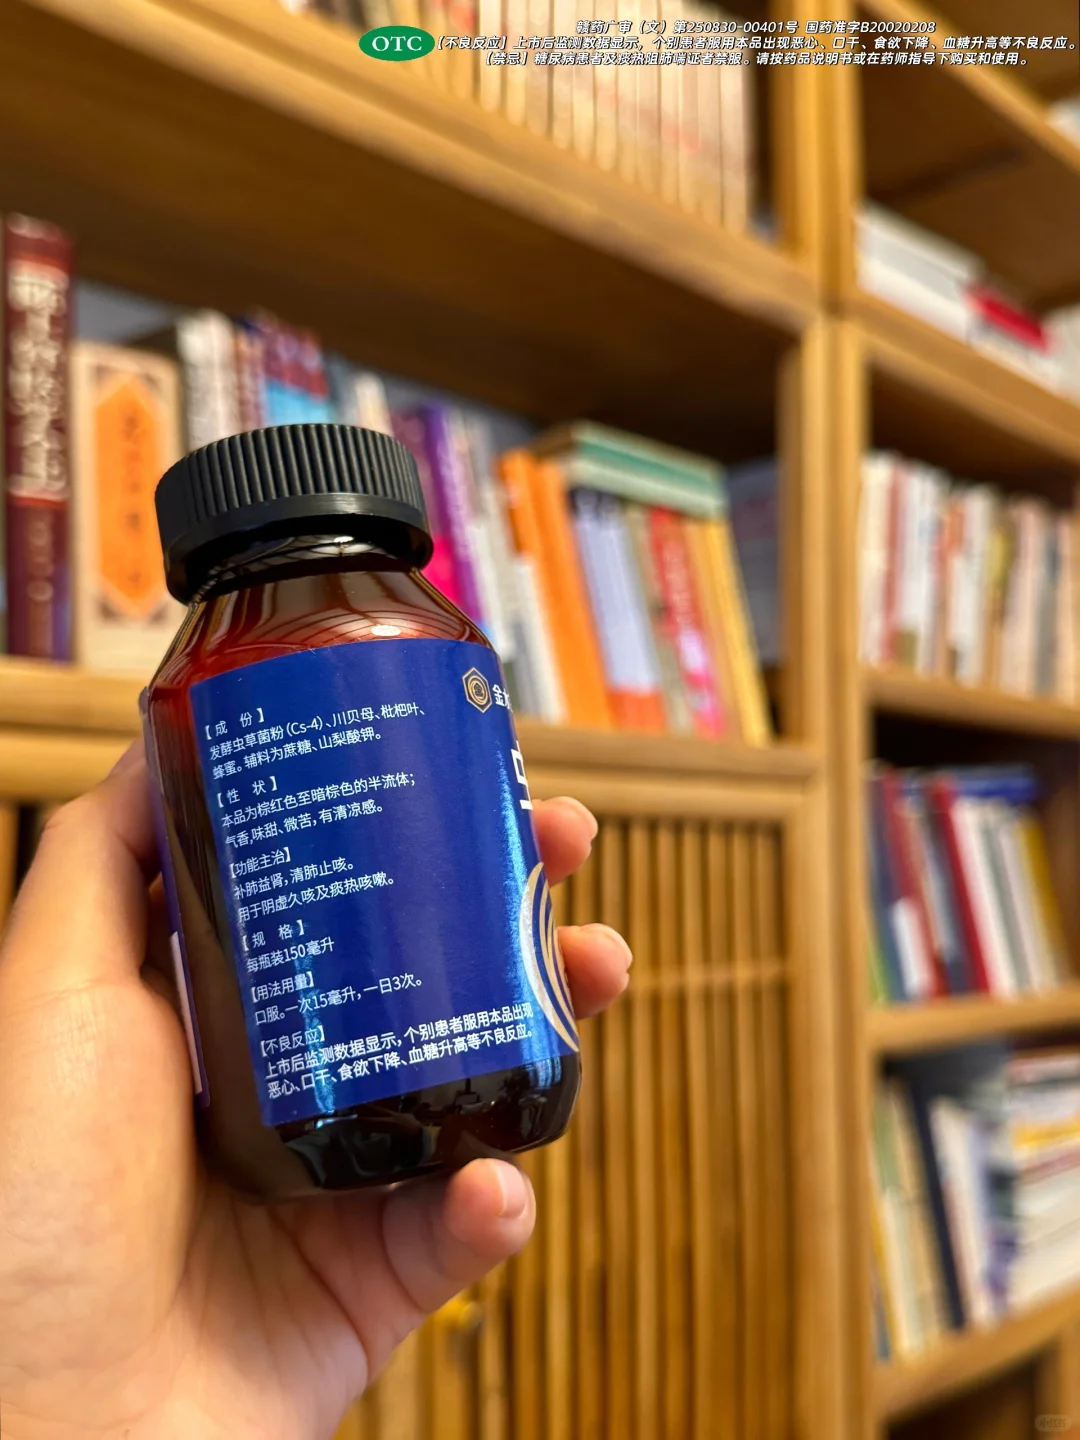 赣药广审（文）第250830-00401号 国药准字B20020208
OTC
【不良反应】上市后监测数据显示，个别患者服用本品出现恶心、口干、食欲下降、血糖升高等不良反应。
【禁忌】糖尿病患者及痰热阻肺喘证者禁服。请按药品说明书或在药师指导下购买和使用。
【成 份】
发酵虫草菌粉（Cs-4）、川贝母、枇杷叶、
蜂蜜。辅料为蔗糖、山梨酸钾。
【性 状】
本品为棕红色至暗棕色的半流体；
气香，味甜、微苦，有清凉感。
【功能主治】
补肺益肾，清肺止咳。
用于阴虚久咳及痰热咳嗽。
【规 格】
每瓶装150毫升
【用法用量】
口服。一次15毫升，一日3次。
【不良反应】
上市后监测数据显示，个别患者服用本品出现
恶心、口干、食欲下降、血糖升高等不良反应。
金